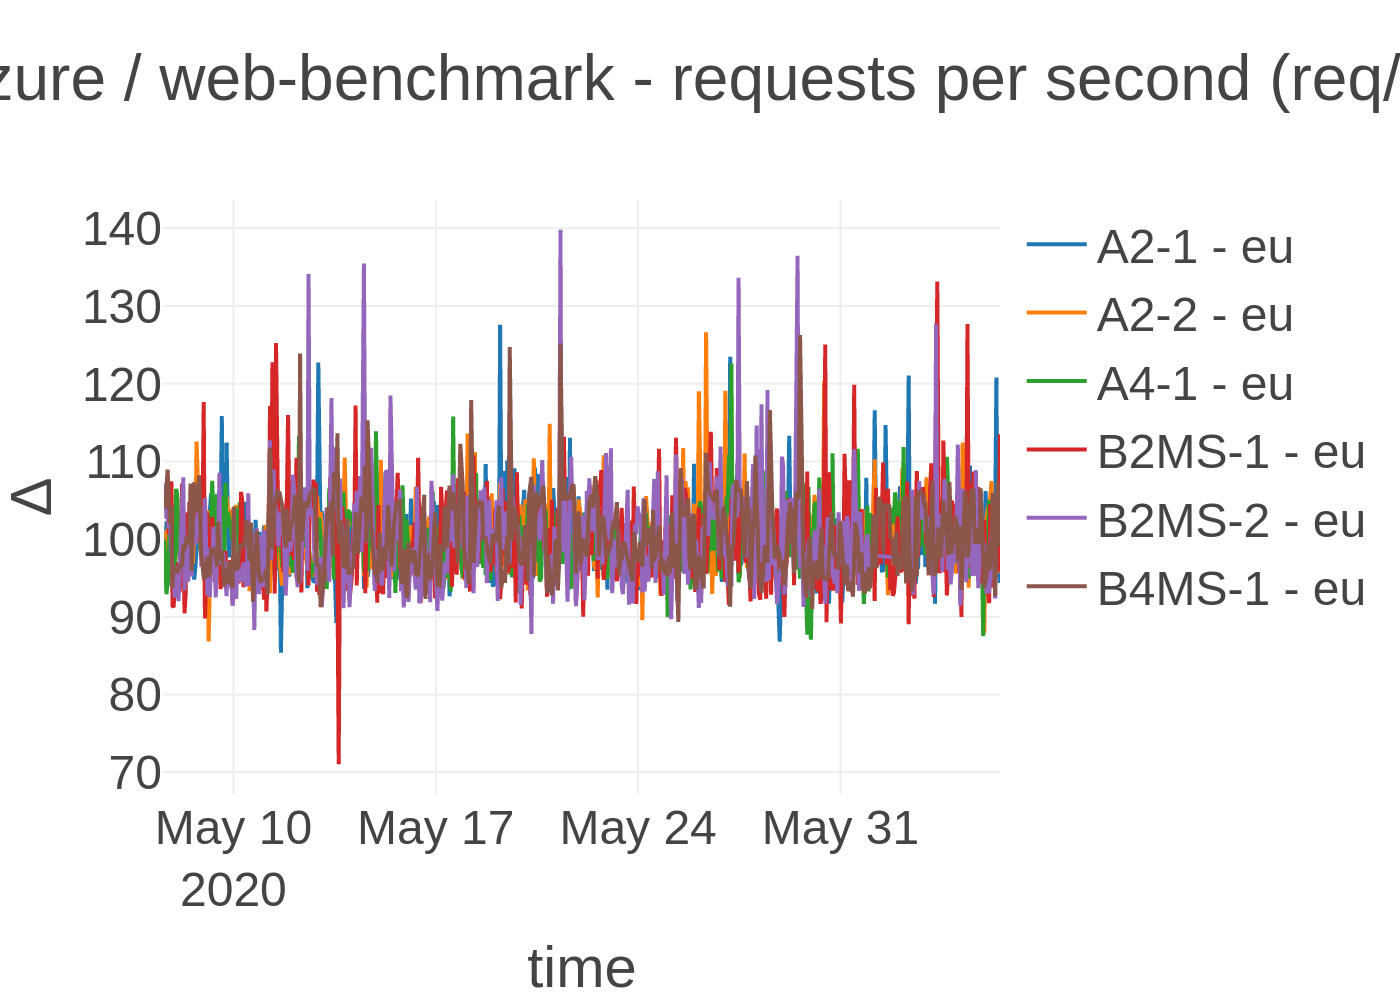 zure / web-benchmark - requests per second (req/
140
130
120
110
100
90
80
70
Δ
May 10
2020
May 17
May 24
May 31
time
A2-1 - eu
A2-2 - eu
A4-1 - eu
B2MS-1 - eu
B2MS-2 - eu
B4MS-1 - eu